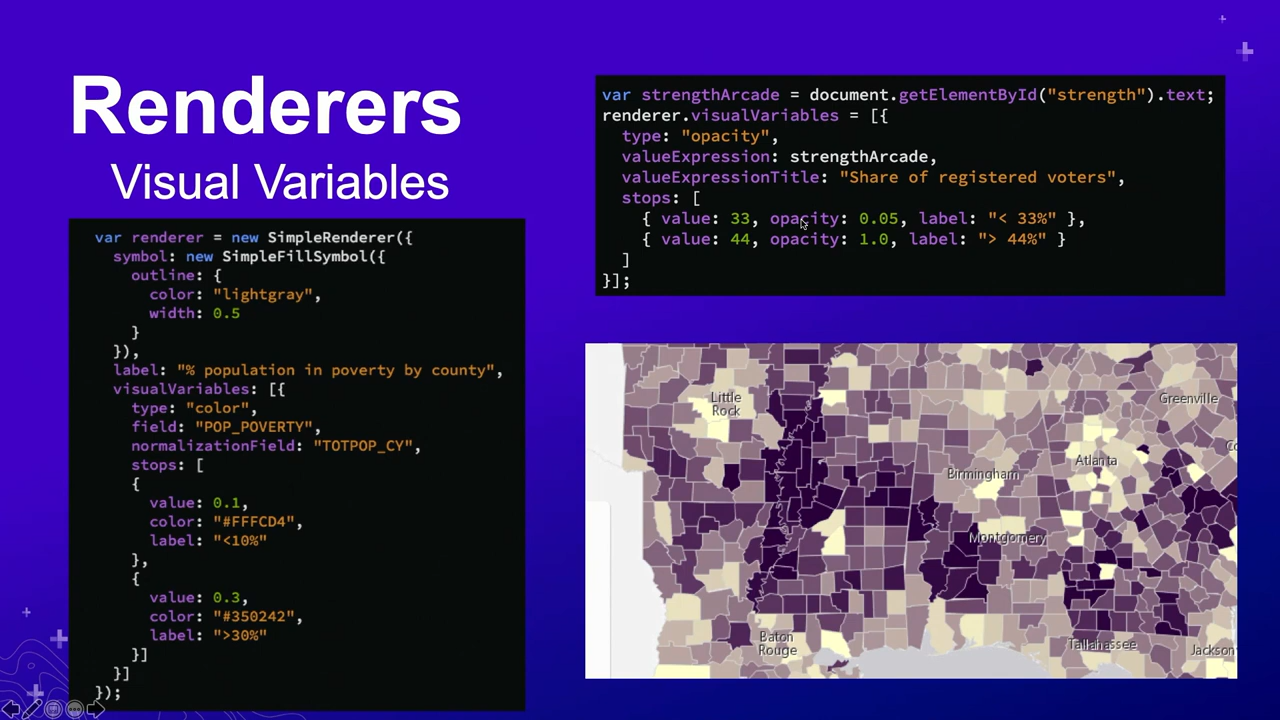 Renderers
Visual Variables
var renderer = new SimpleRenderer({
  symbol: new SimpleFillSymbol({
    outline: {
      color: "lightgray",
      width: 0.5
    }
  }),
  label: "% population in poverty by county",
  visualVariables: [{
    type: "color",
    field: "POP_POVERTY",
    normalizationField: "TOTPOP_CY",
    stops: [
    {
      value: 0.1,
      color: "#FFFCD4",
      label: "<10%"
    },
    {
      value: 0.3,
      color: "#350242",
      label: ">30%"
    }]
  }]
});
var strengthArcade = document.getElementById("strength").text;
renderer.visualVariables = [{
  type: "opacity",
  valueExpression: strengthArcade,
  valueExpressionTitle: "Share of registered voters",
  stops: [
    { value: 33, opacity: 0.05, label: "< 33%" },
    { value: 44, opacity: 1.0, label: "> 44%" }
  ]
}];
Little
Rock
Greenville
Atlanta
Birmingham
Montgomery
Baton
Rouge
Tallahassee
Jackson